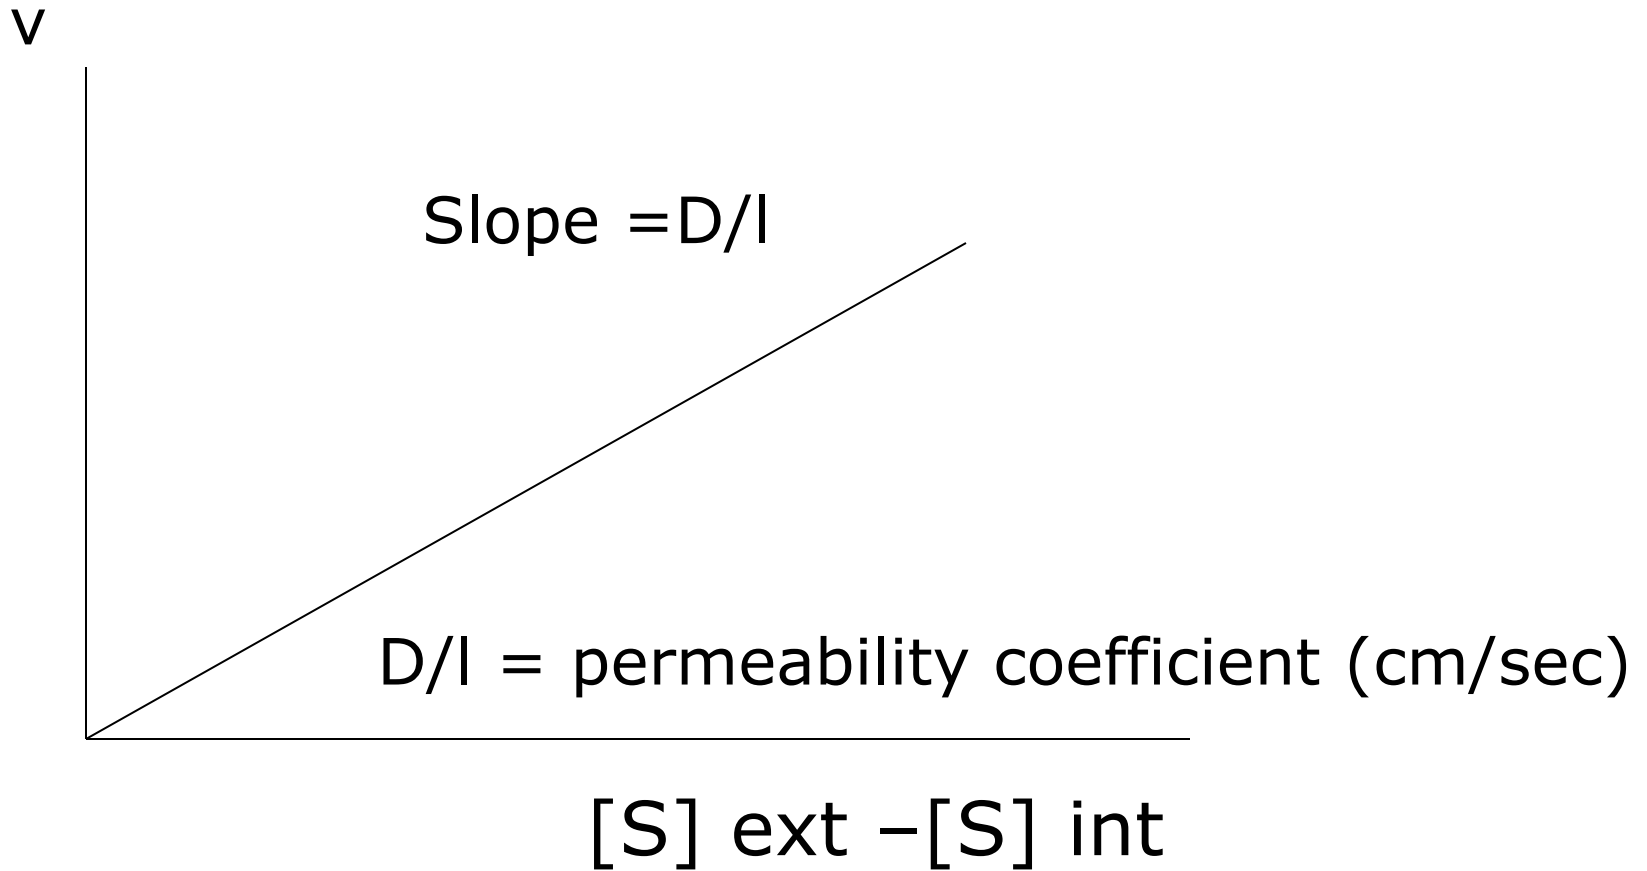 v
Slope =D/l
D/l = permeability coefficient (cm/sec)
[S] ext –[S] int